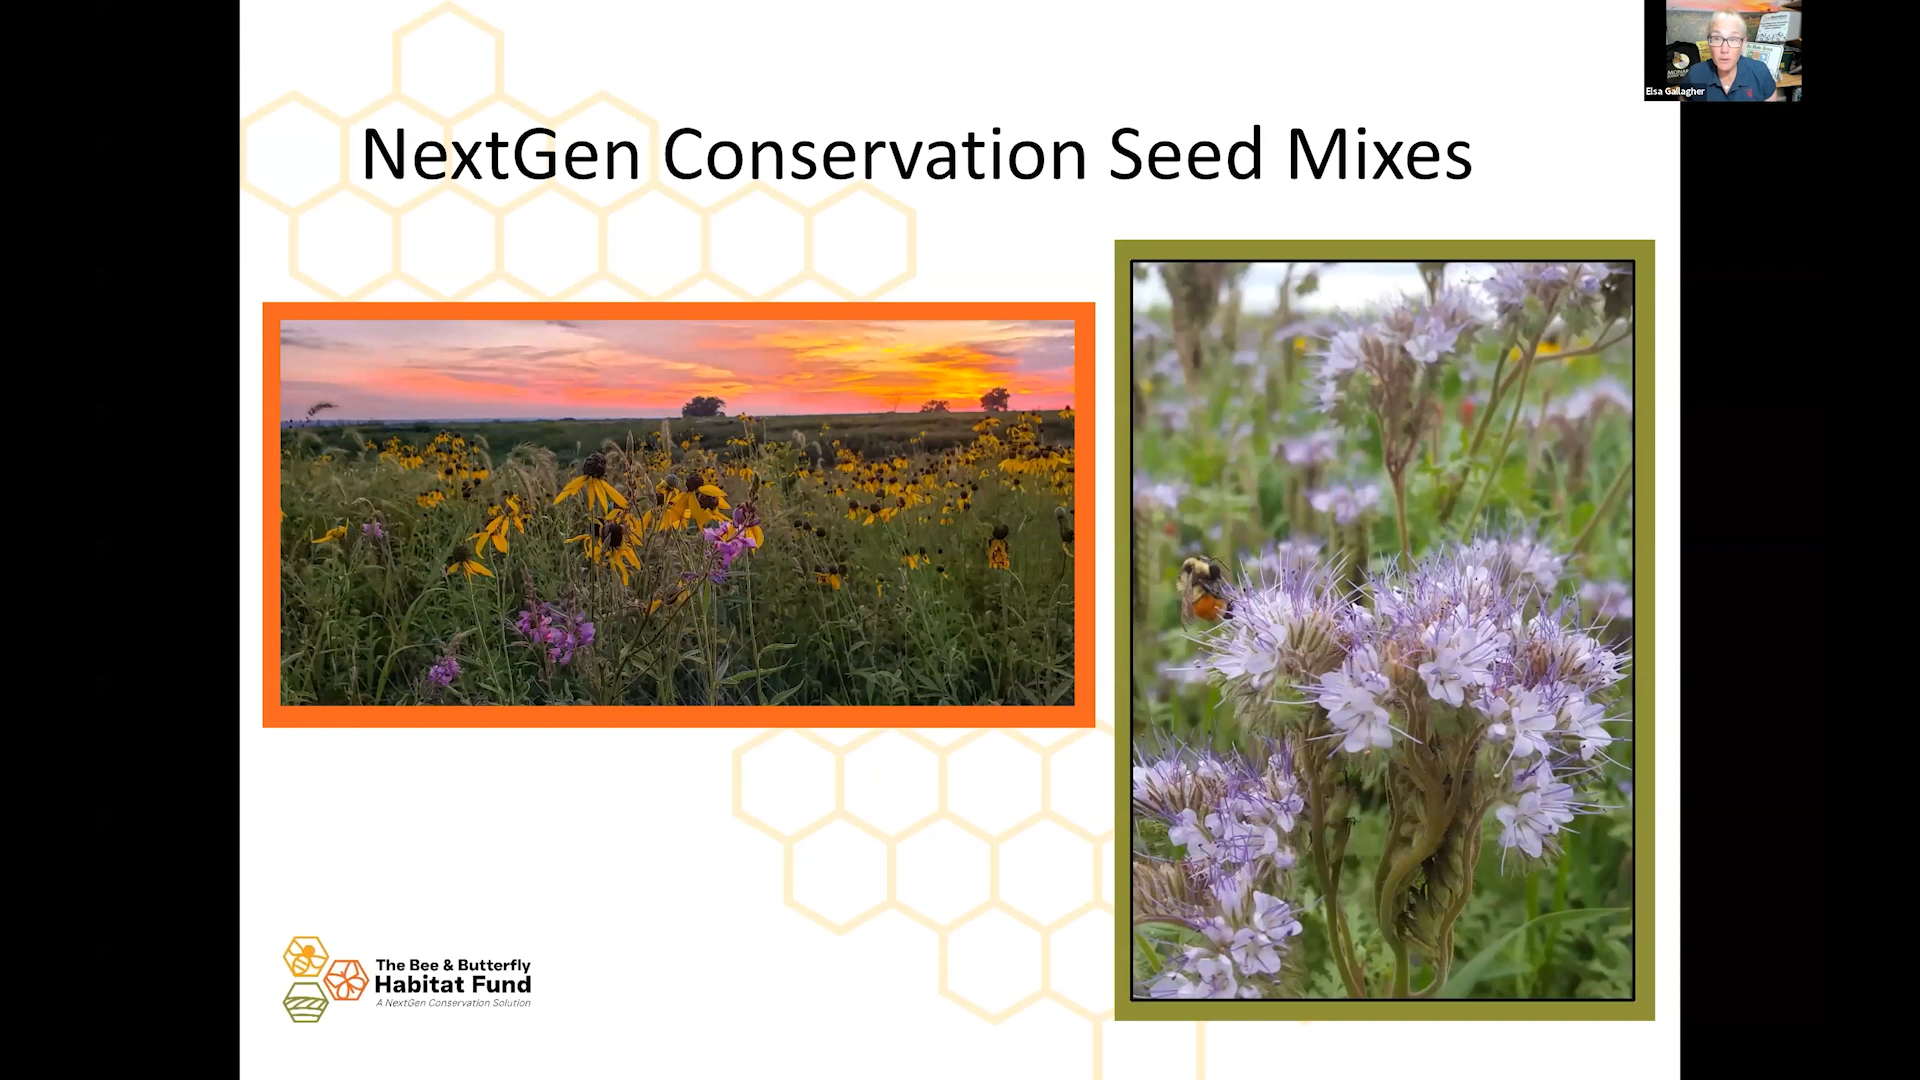 NextGen Conservation Seed Mixes
Elsa Gallagher
The Bee & Butterfly
Habitat Fund
A NextGen Conservation Solution